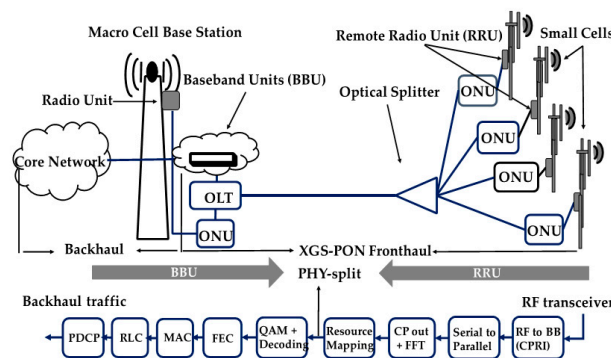 Macro Cell Base Station
Remote Radio Unit (RRU)
Small Cells
Baseband Units (BBU)
Radio Unit
Optical Splitter
ONU
ONU
Core Network
ONU
OLT
ONU
ONU
Backhaul
XGS-PON Fronthaul
BBU
PHY-split
RRU
Backhaul traffic
RF transceiver
PDCP
RLC
MAC
FEC
QAM +
Decoding
Resource
Mapping
CP out
+ FFT
Serial to
Parallel
RF to BB
(CPRI)